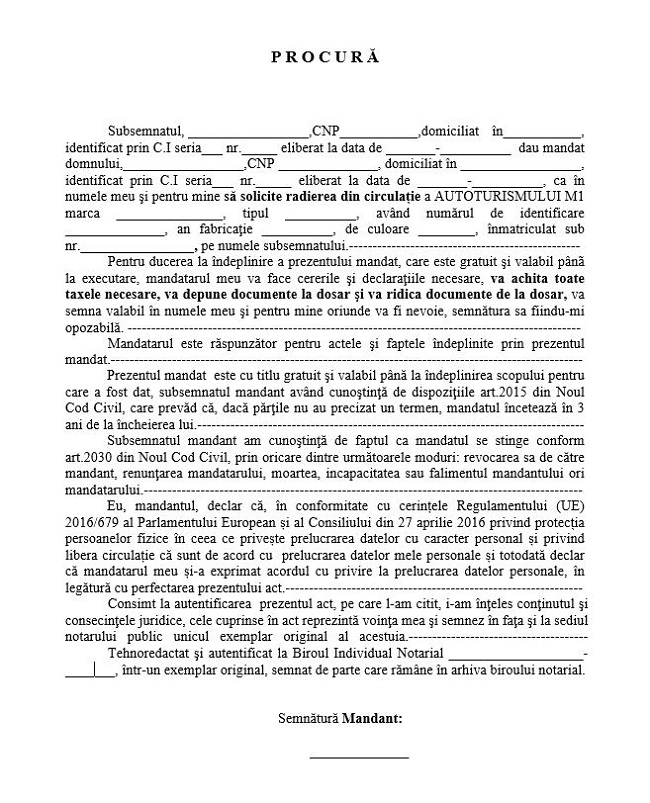 P R O C U R Ă
Subsemnatul, _________________,CNP___________,domiciliat în___________,
identificat prin C.I seria___ nr._____ eliberat la data de _______-__________ dau mandat
domnului,_________________,CNP ______________, domiciliat în _________________,
identificat prin C.I seria___ nr._____ eliberat la data de _______-__________, ca în
numele meu şi pentru mine să solicite radierea din circulație a AUTOTURISMULUI M1
marca _______________, tipul __________, având numărul de identificare
______________, an fabricaţie __________, de culoare ________, înmatriculat sub
nr.________________, pe numele subsemnatului.-------------------------------------------------
Pentru ducerea la îndeplinire a prezentului mandat, care este gratuit şi valabil până
la executare, mandatarul meu va face cererile şi declaraţiile necesare, va achita toate
taxele necesare, va depune documente la dosar şi va ridica documente de la dosar, va
semna valabil în numele meu şi pentru mine oriunde va fi nevoie, semnătura sa fiindu-mi
opozabilă. ------------------------------------------------------------------------------------------------
Mandatarul este răspunzător pentru actele şi faptele îndeplinite prin prezentul
mandat.----------------------------------------------------------------------------------------------------
Prezentul mandat este cu titlu gratuit şi valabil până la îndeplinirea scopului pentru
care a fost dat, subsemnatul mandant având cunoştinţă de dispoziţiile art.2015 din Noul
Cod Civil, care prevăd că, dacă părţile nu au precizat un termen, mandatul încetează în 3
ani de la încheierea lui.----------------------------------------------------------------------------------
Subsemnatul mandant am cunoştinţă de faptul ca mandatul se stinge conform
art.2030 din Noul Cod Civil, prin oricare dintre următoarele moduri: revocarea sa de către
mandant, renunţarea mandatarului, moartea, incapacitatea sau falimentul mandantului ori
mandatarului.---------------------------------------------------------------------------------------------
Eu, mandantul, declar că, în conformitate cu cerințele Regulamentului (UE)
2016/679 al Parlamentului European și al Consiliului din 27 aprilie 2016 privind protecția
persoanelor fizice în ceea ce privește prelucrarea datelor cu caracter personal și privind
libera circulație că sunt de acord cu prelucrarea datelor mele personale și totodată declar
că mandatarul meu și-a exprimat acordul cu privire la prelucrarea datelor personale, în
legătură cu perfectarea prezentului act.---------------------------------------------------------------
Consimt la autentificarea prezentul act, pe care l-am citit, i-am înţeles conţinutul şi
consecinţele juridice, cele cuprinse în act reprezintă voinţa mea şi semnez în faţa şi la sediul
notarului public unicul exemplar original al acestuia.--------------------------------------
Tehnoredactat şi autentificat la Biroul Individual Notarial ___________________-
_______, într-un exemplar original, semnat de parte care rămâne în arhiva biroului notarial.
Semnătură Mandant:
______________